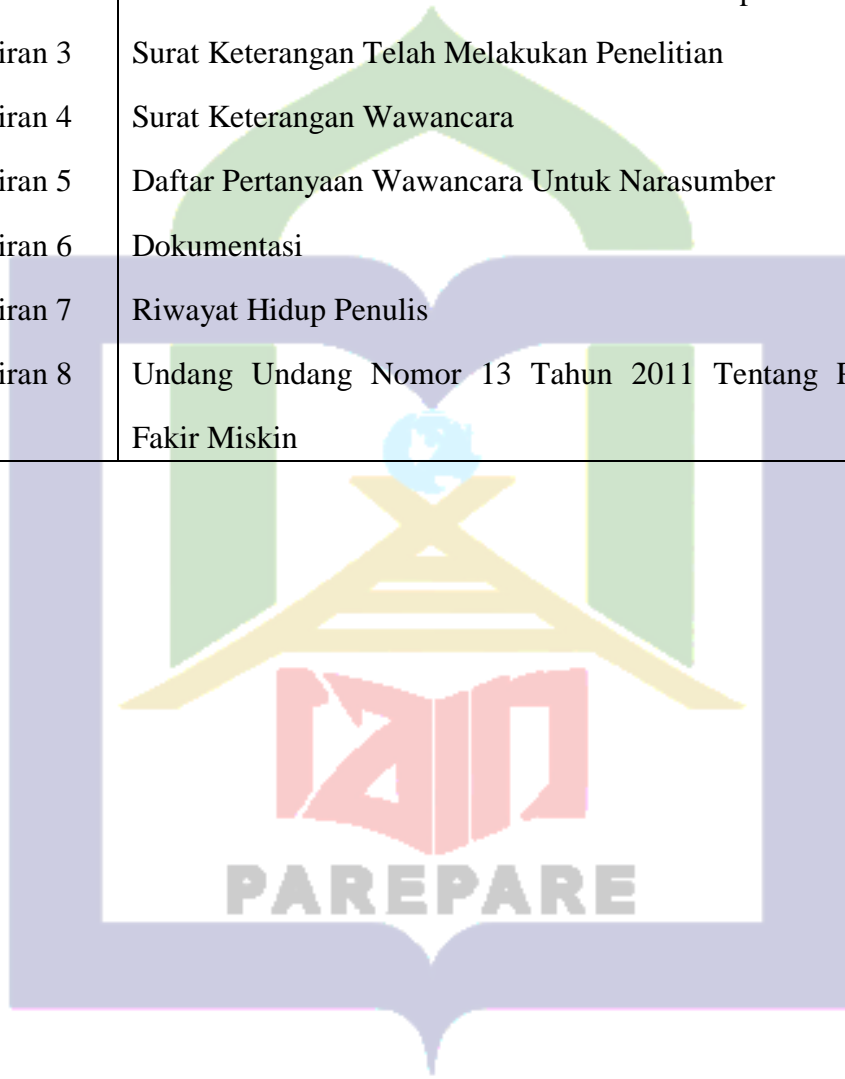 iran 3 Surat Keterangan Telah Melakukan Penelitian
iran 4 Surat Keterangan Wawancara
iran 5 Daftar Pertanyaan Wawancara Untuk Narasumber
iran 6 Dokumentasi
iran 7 Riwayat Hidup Penulis
iran 8 Undang Undang Nomor 13 Tahun 2011 Tentang
Fakir Miskin
iain
PAREPARE